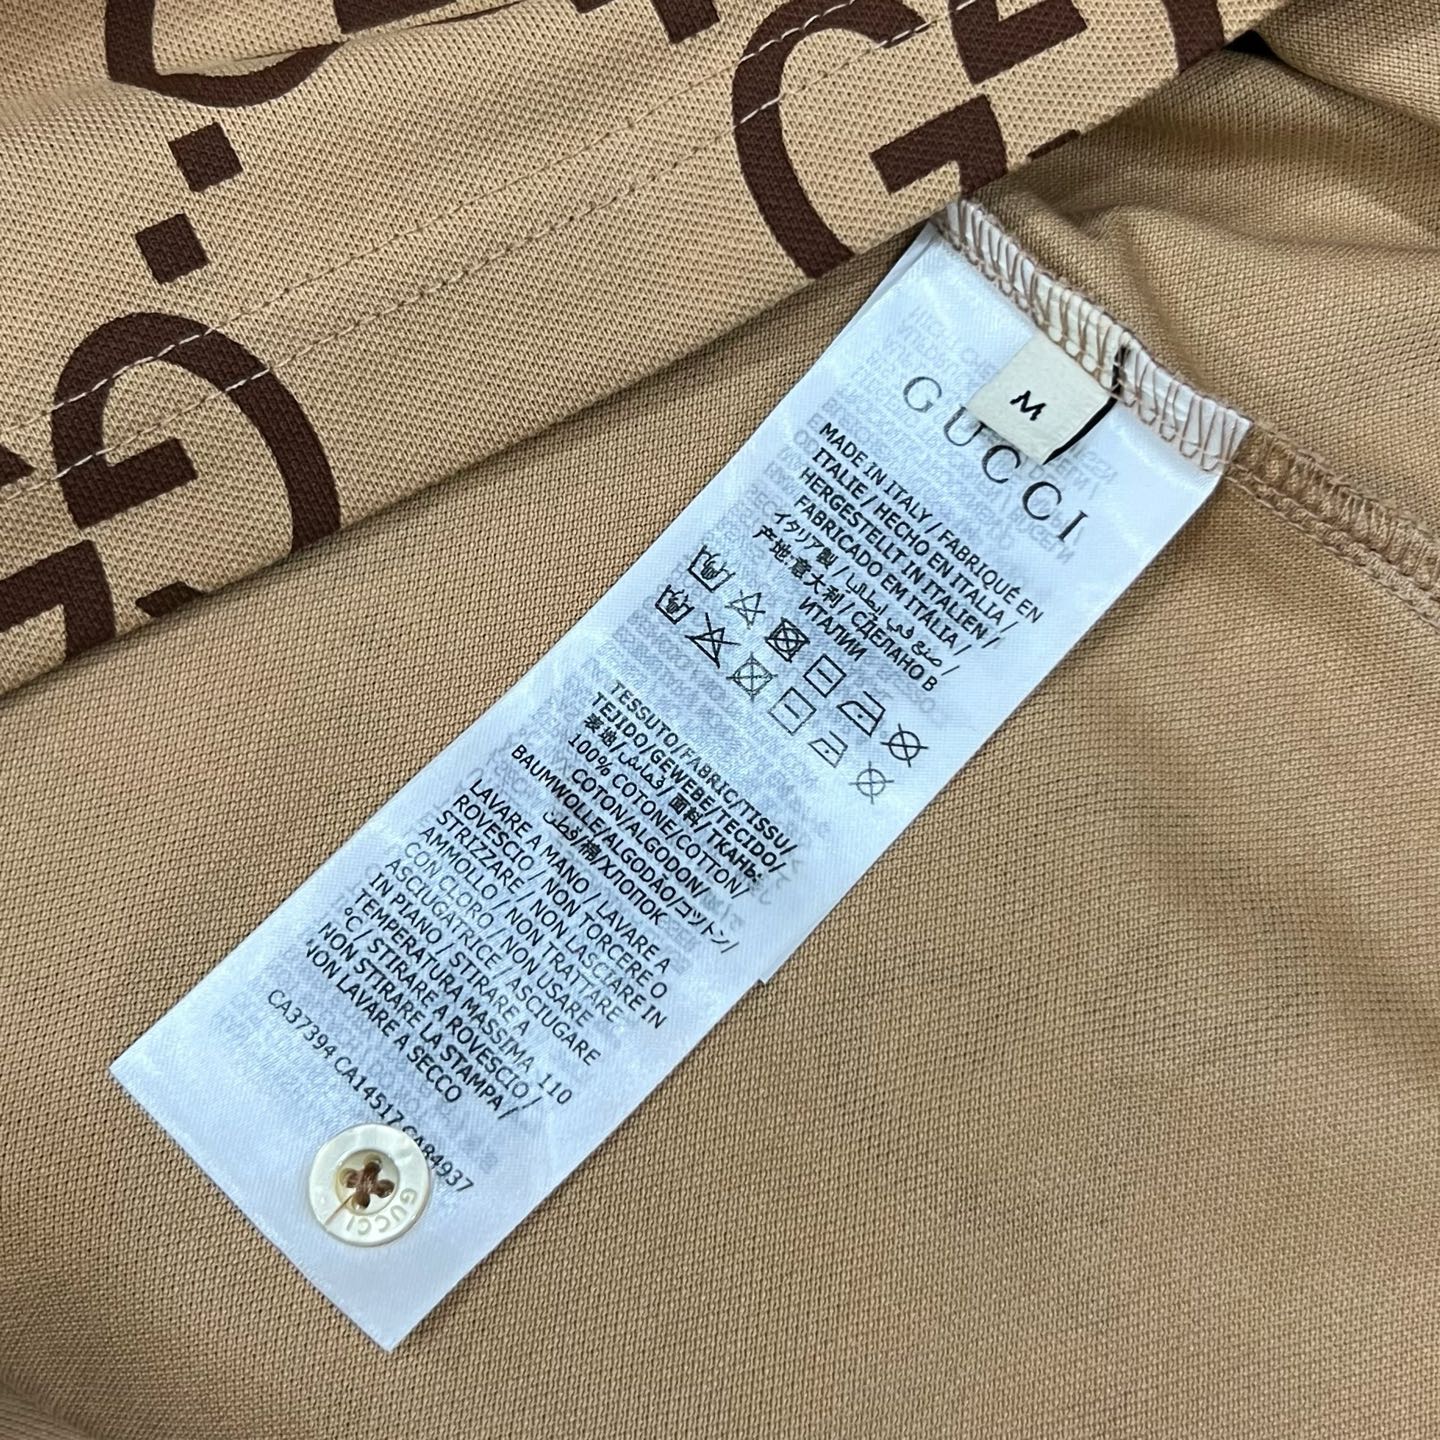 M
GUCCI
MADE IN ITALY / FABRIQUÉ EN
ITALIE / HECHO EN ITALIA /
HERGESTELLT IN ITALIEN /
FABRICADO EM ITÁLIA /
イタリア製 / صنع في إيطاليا /
产地:意大利 / СДЕЛАНО В
ИТАЛИИ
TESSUTO/FABRIC/TISSU/
TEJIDO/GEWEBE/TECIDO/
表地/قماش/面料/ТКАНЬ:
100% COTONE/COTTON/
COTON/ALGODON/
BAUMWOLLE/ALGODÃO/コットン/
قطن/棉/ХЛОПОК
LAVARE A MANO / LAVARE A
ROVESCIO / NON TORCERE O
STRIZZARE / NON LASCIARE IN
AMMOLLO / NON TRATTARE
CON CLORO / NON USARE
ASCIUGATRICE / ASCIUGARE
IN PIANO / STIRARE A
TEMPERATURA MASSIMA 110
°C / STIRARE A ROVESCIO /
NON STIRARE LA STAMPA /
NON LAVARE A SECCO
CA37394 CA14517 CA84937
GUCCI